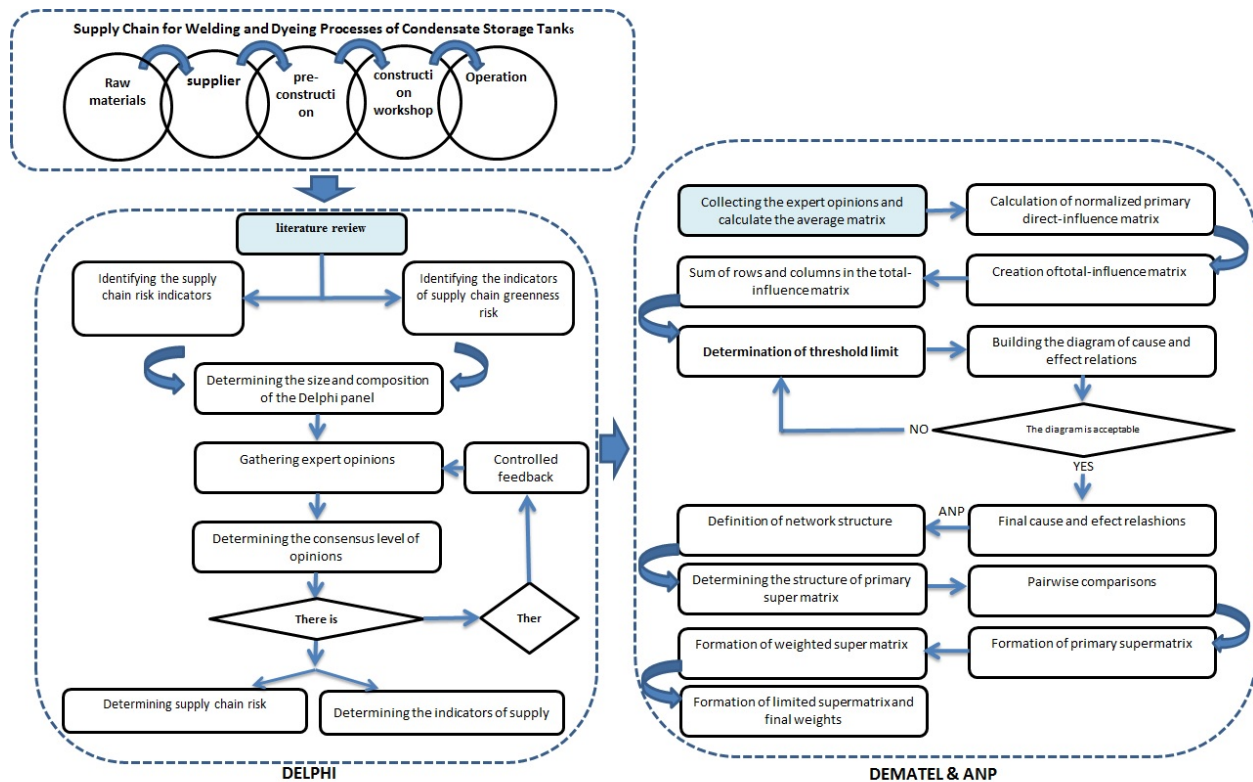 Supply Chain for Welding and Dyeing Processes of Condensate Storage Tanks
Raw
materials
supplier
pre-
constructi
on
constructi
on
workshop
Operation
literature review
Identifying the supply
chain risk indicators
Identifying the indicators
of supply chain greenness
risk
Determining the size and composition
of the Delphi panel
Gathering expert opinions
Controlled
feedback
Determining the consensus level of
opinions
There is
Ther
Determining supply chain risk
Determining the indicators of supply
DELPHI
Collecting the expert opinions and
calculate the average matrix
Calculation of normalized primary
direct-influence matrix
Sum of rows and columns in the total-
influence matrix
Creation oftotal-influence matrix
Determination of threshold limit
Building the diagram of cause and
effect relations
NO
The diagram is acceptable
YES
Definition of network structure
ANP
Final cause and efect relashions
Determining the structure of primary
super matrix
Pairwise comparisons
Formation of weighted super matrix
Formation of primary supermatrix
Formation of limited supermatrix and
final weights
DEMATEL & ANP